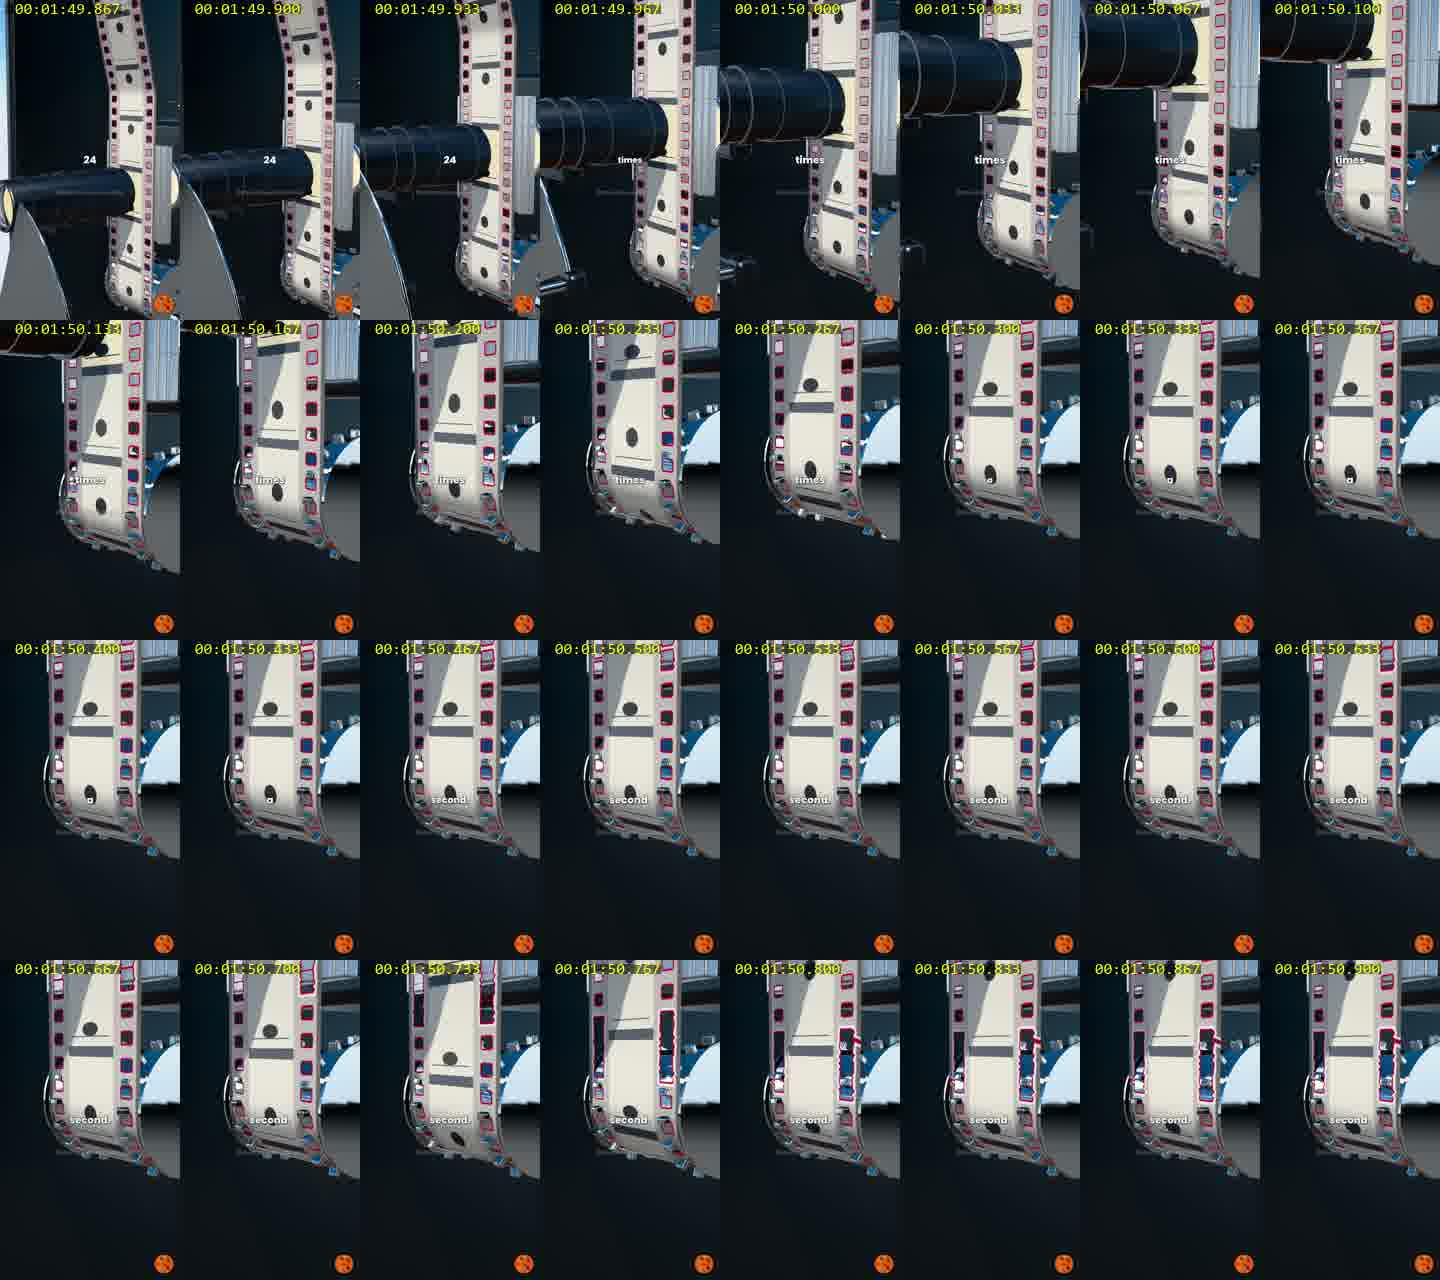 00:01:49.867 00:01:49.900 00:01:49.933 00:01:49.967 00:01:50.000 00:01:50.033 00:01:50.067 00:01:50.100
24 24 24 times times times times times
00:01:50.133 00:01:50.167 00:01:50.200 00:01:50.233 00:01:50.267 00:01:50.300 00:01:50.333 00:01:50.367
times times times times times a a a
00:01:50.400 00:01:50.433 00:01:50.467 00:01:50.500 00:01:50.533 00:01:50.567 00:01:50.600 00:01:50.633
a a second. second. second. second. second. second.
00:01:50.667 00:01:50.700 00:01:50.733 00:01:50.767 00:01:50.800 00:01:50.833 00:01:50.867 00:01:50.900
second. second. second. second. second. second. second. second.